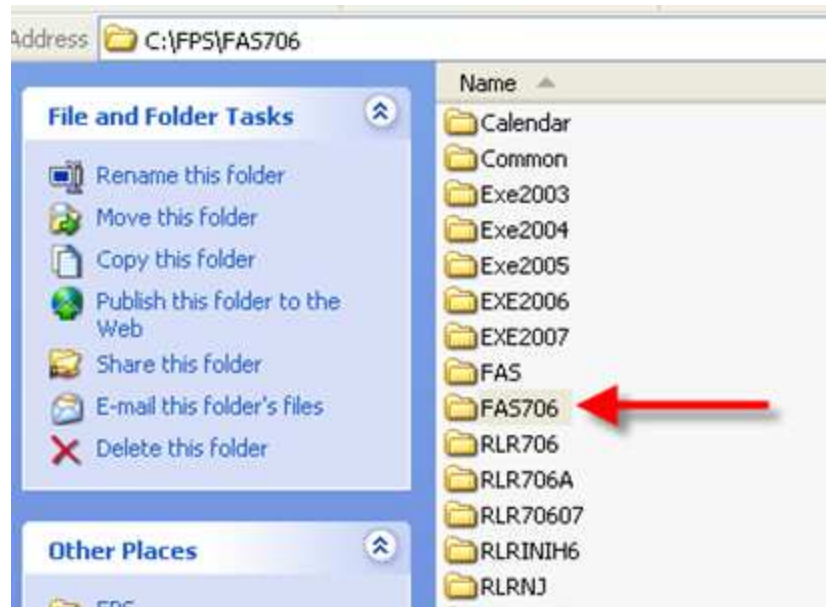 Address C:\FPS\FAS706
File and Folder Tasks
Rename this folder
Move this folder
Copy this folder
Publish this folder to the
Web
Share this folder
E-mail this folder's files
Delete this folder
Other Places
Name
Calendar
Common
Exe2003
Exe2004
Exe2005
EXE2006
EXE2007
FAS
FAS706
RLR706
RLR706A
RLR70607
RLRINIH6
RLRNJ